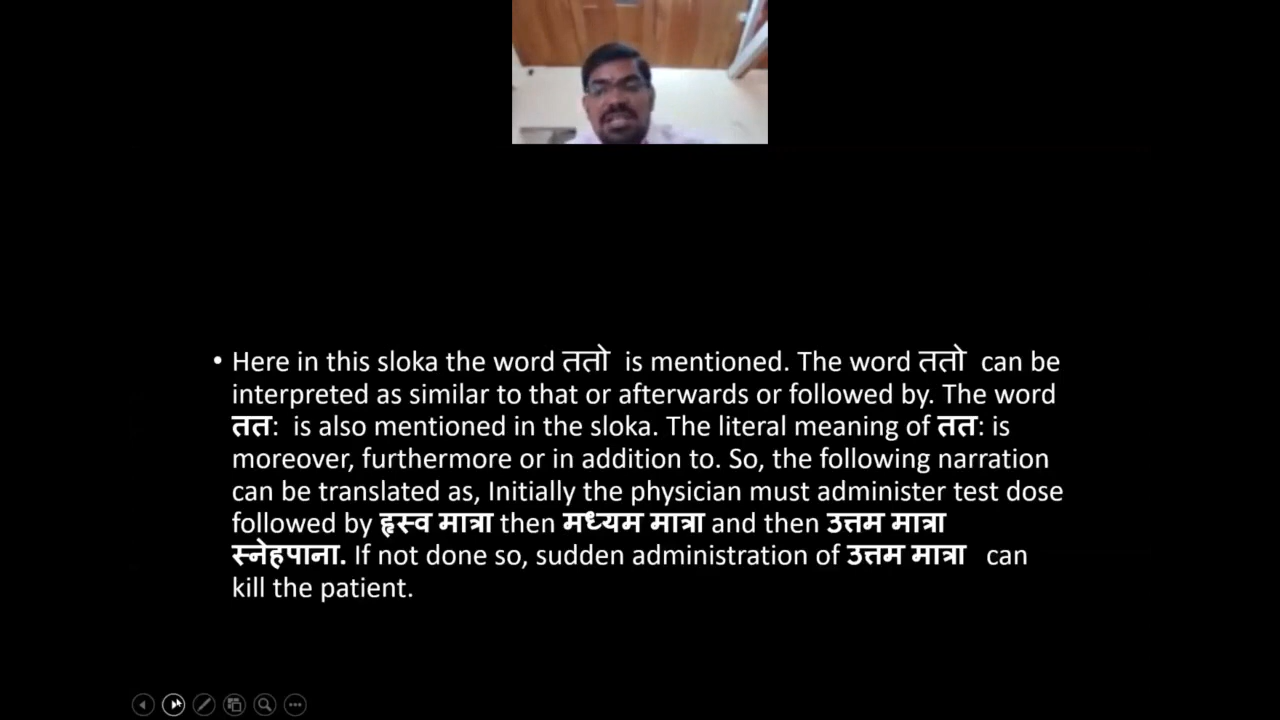 • Here in this sloka the word ततो is mentioned. The word ततो can be
interpreted as similar to that or afterwards or followed by. The word
तत: is also mentioned in the sloka. The literal meaning of तत: is
moreover, furthermore or in addition to. So, the following narration
can be translated as, Initially the physician must administer test dose
followed by हृस्व मात्रा then मध्यम मात्रा and then उत्तम मात्रा
स्नेहपाना. If not done so, sudden administration of उत्तम मात्रा can
kill the patient.